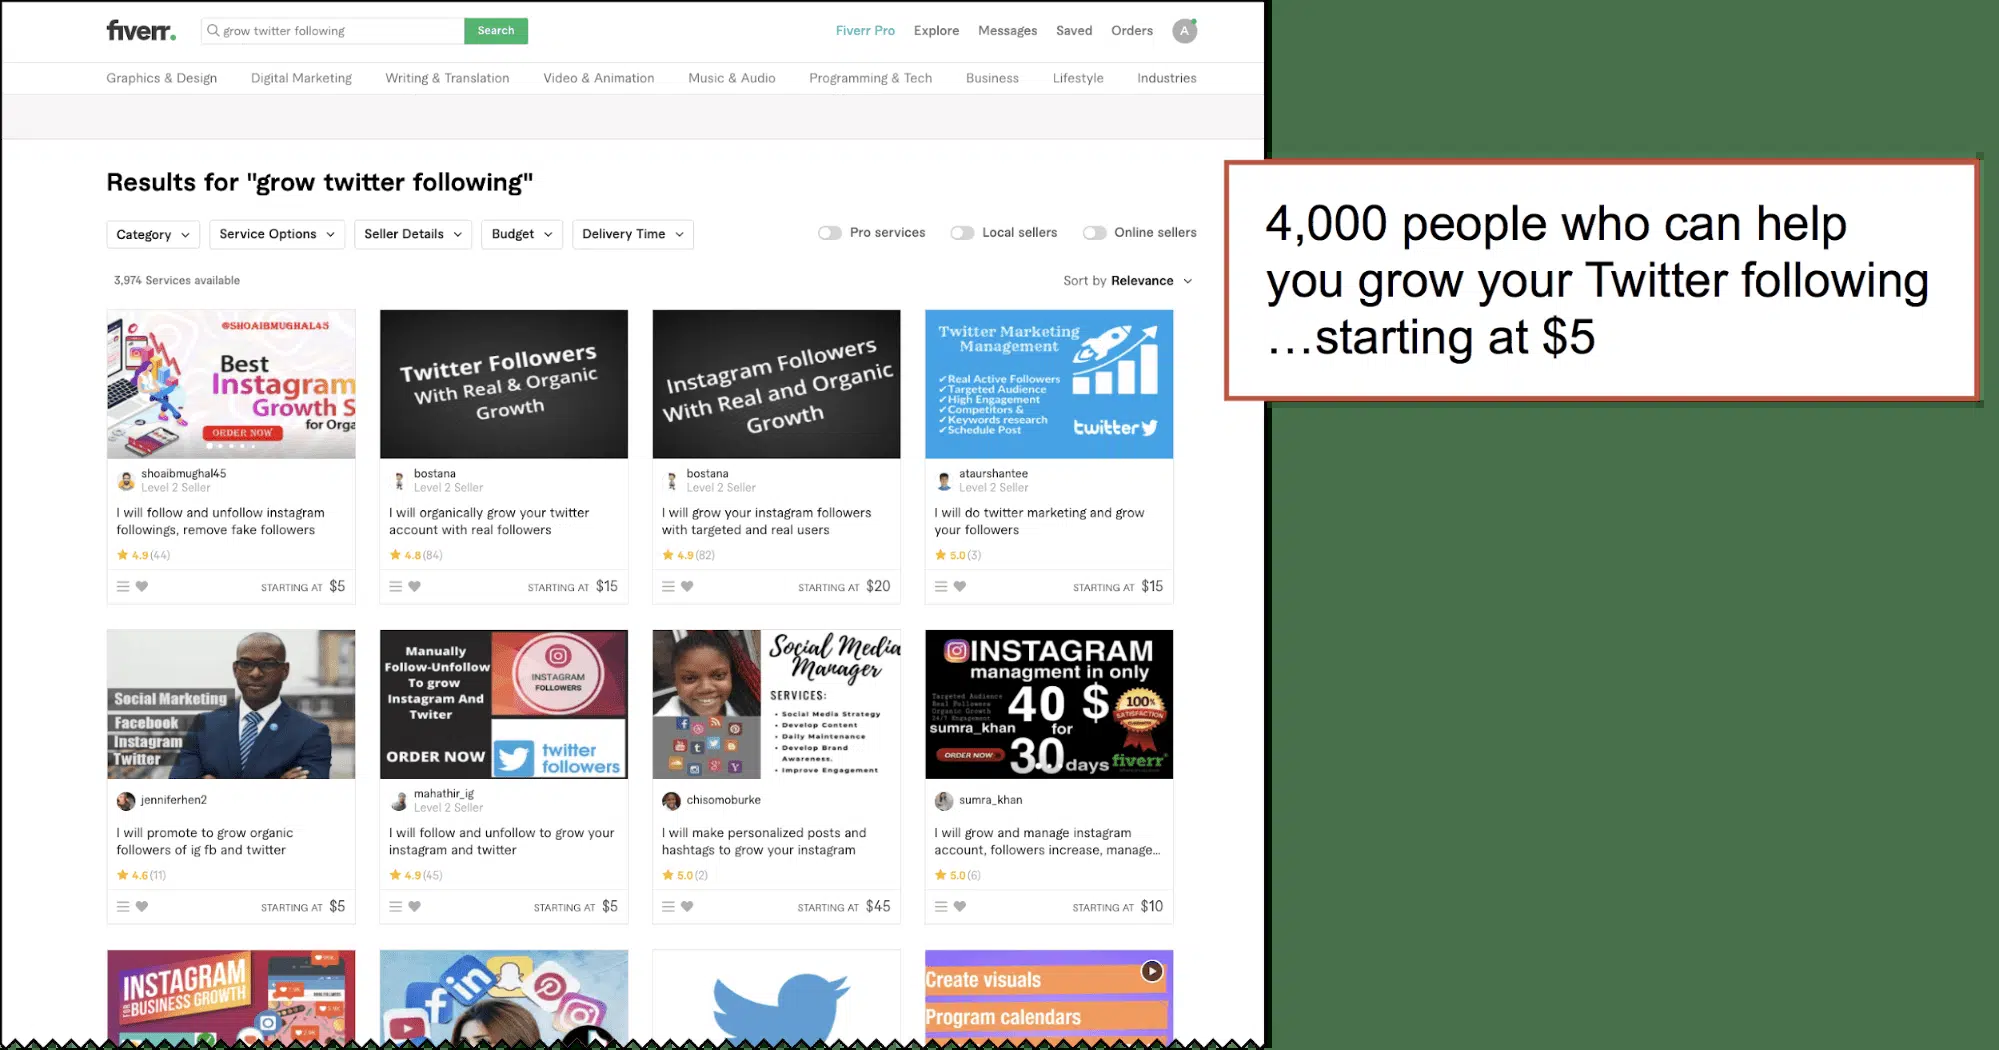 fiverr.
grow twitter following
Search
Fiverr Pro
Explore
Messages
Saved
Orders
A
Graphics & Design
Digital Marketing
Writing & Translation
Video & Animation
Music & Audio
Programming & Tech
Business
Lifestyle
Industries
Results for "grow twitter following"
Category
Service Options
Seller Details
Budget
Delivery Time
Pro services
Local sellers
Online sellers
3,974 Services available
Sort by Relevance
4,000 people who can help
you grow your Twitter following
…starting at $5
@SHOAIBMUGHAL45
Best
Instagram
Growth S
for Orga
ORDER NOW
shoaibmughal45
Level 2 Seller
I will follow and unfollow instagram
followings, remove fake followers
4.9(44)
STARTING AT $5
Twitter Followers
With Real & Organic
Growth
bostana
Level 2 Seller
I will organically grow your twitter
account with real followers
4.8(84)
STARTING AT $15
Instagram Followers
With Real and Organic
Growth
bostana
Level 2 Seller
I will grow your instagram followers
with targeted and real users
4.9(82)
STARTING AT $20
Twitter Marketing
Management
✓Real Active Followers
✓Targeted Audience
✓High Engagement
✓Competitors &
✓Keywords research
✓Schedule Post
twitter
ataurshantee
Level 2 Seller
I will do twitter marketing and grow
your followers
5.0(3)
STARTING AT $15
Social Marketing
Facebook
Instagram
Twitter
jenniferhen2
I will promote to grow organic
followers of ig fb and twitter
4.6(11)
STARTING AT $5
Manually
Follow-Unfollow
To grow
Instagram And
Twiter
ORDER NOW
INSTAGRAM
FOLLOWERS
twitter
followers
mahathir_ig
Level 2 Seller
I will follow and unfollow to grow your
instagram and twitter
4.9(45)
STARTING AT $5
Social Media
Manager
SERVICES:
• Social Media Strategy
• Develop Content
• Daily Maintenance
• Develop Brand
Awareness.
• Improve Engagement
chisomoburke
I will make personalized posts and
hashtags to grow your instagram
5.0(2)
STARTING AT $45
INSTAGRAM
managment in only
Targeted Audience
Real Followers
Organic Growth
24/7 Engagement
40 $
sumra_khan
for
ORDER NOW
30 days
100%
SATISFACTION
fiverr
sumra_khan
I will grow and manage instagram
account, followers increase, manage...
5.0(6)
STARTING AT $10
INSTAGRAM
FOR BUSINESS GROWTH
Create visuals
Program calendars